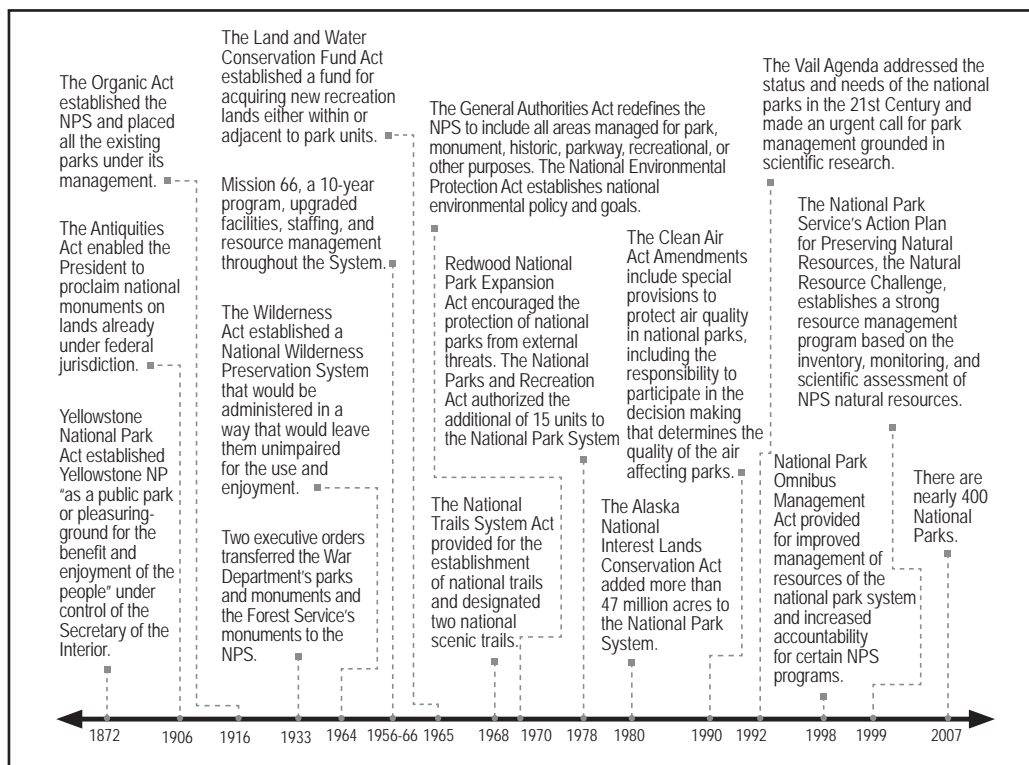 The Organic Act
established the
NPS and placed
all the existing
parks under its
management.
The Antiquities
Act enabled the
President to
proclaim national
monuments on
lands already
under federal
jurisdiction.
Yellowstone
National Park
Act established
Yellowstone NP
"as a public park
or pleasuring-
ground for the
benefit and
enjoyment of the
people" under
control of the
Secretary of the
Interior.
The Land and Water
Conservation Fund Act
established a fund for
acquiring new recreation
lands either within or
adjacent to park units.
Mission 66, a 10-year
program, upgraded
facilities, staffing, and
resource management
throughout the System.
The Wilderness
Act established a
National Wilderness
Preservation System
that would be
administered in a
way that would leave
them unimpaired
for the use and
enjoyment.
Two executive orders
transferred the War
Department's parks
and monuments and
the Forest Service's
monuments to the
NPS.
The General Authorities Act redefines the
NPS to include all areas managed for park,
monument, historic, parkway, recreational, or
other purposes. The National Environmental
Protection Act establishes national
environmental policy and goals.
Redwood National
Park Expansion
Act encouraged the
protection of national
parks from external
threats. The National
Parks and Recreation
Act authorized the
additional of 15 units to
the National Park System
The National
Trails System Act
provided for the
establishment
of national trails
and designated
two national
scenic trails.
The Clean Air
Act Amendments
include special
provisions to
protect air quality
in national parks,
including the
responsibility to
participate in the
decision making
that determines the
quality of the air
affecting parks.
The Alaska
National
Interest Lands
Conservation Act
added more than
47 million acres to
the National Park
System.
The Vail Agenda addressed the
status and needs of the national
parks in the 21st Century and
made an urgent call for park
management grounded in
scientific research.
The National Park
Service's Action Plan
for Preserving Natural
Resources, the Natural
Resource Challenge,
establishes a strong
resource management
program based on the
inventory, monitoring, and
scientific assessment of
NPS natural resources.
National Park
Omnibus
Management
Act provided
for improved
management of
resources of the
national park system
and increased
accountability
for certain NPS
programs.
There are
nearly 400
National
Parks.
1872 1906 1916 1933 1964 1956-66 1965 1968 1970 1978 1980 1990 1992 1998 1999 2007